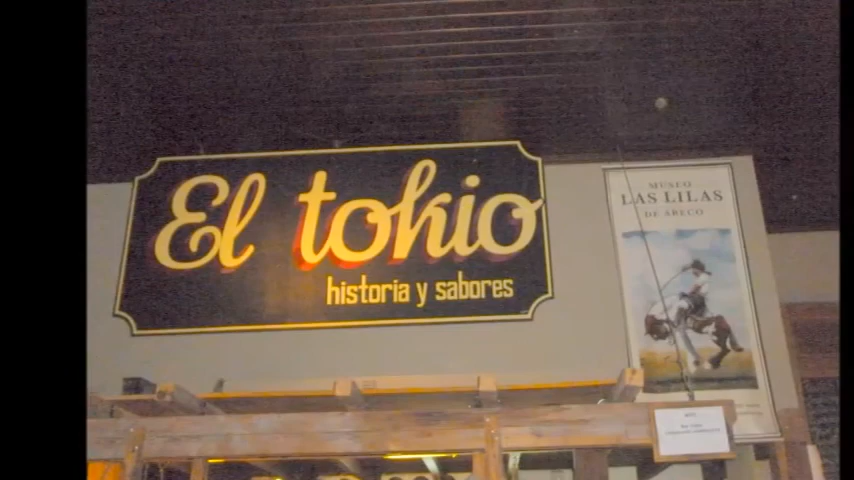 El tokio
historia y sabores
MUSEO
LAS LILAS
DE ARECO